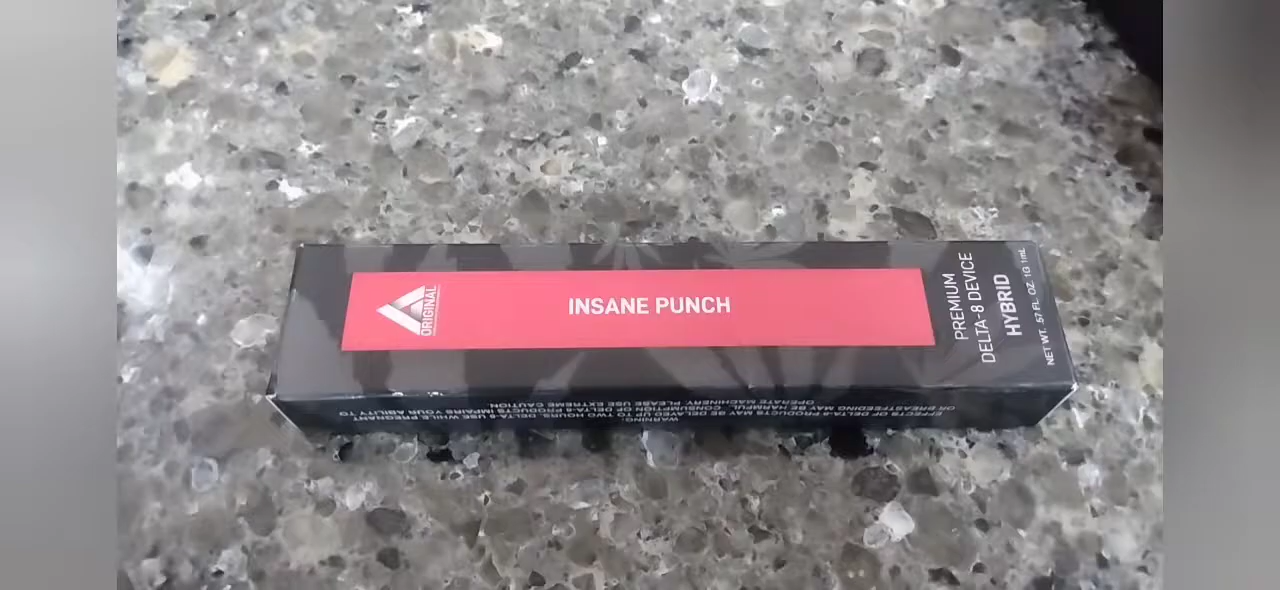 ORIGINAL
INSANE PUNCH
PREMIUM
DELTA-8 DEVICE
HYBRID
NET WT. .57 FL. OZ. 1G 1mL
WARNING:
EFFECTS OF DELTA-8 PRODUCTS MAY BE DELAYED UP TO TWO HOURS. DELTA-8 USE WHILE PREGNANT
OR BREASTFEEDING MAY BE HARMFUL. CONSUMPTION OF DELTA-8 PRODUCTS IMPAIRS YOUR ABILITY TO
OPERATE MACHINERY. PLEASE USE EXTREME CAUTION.